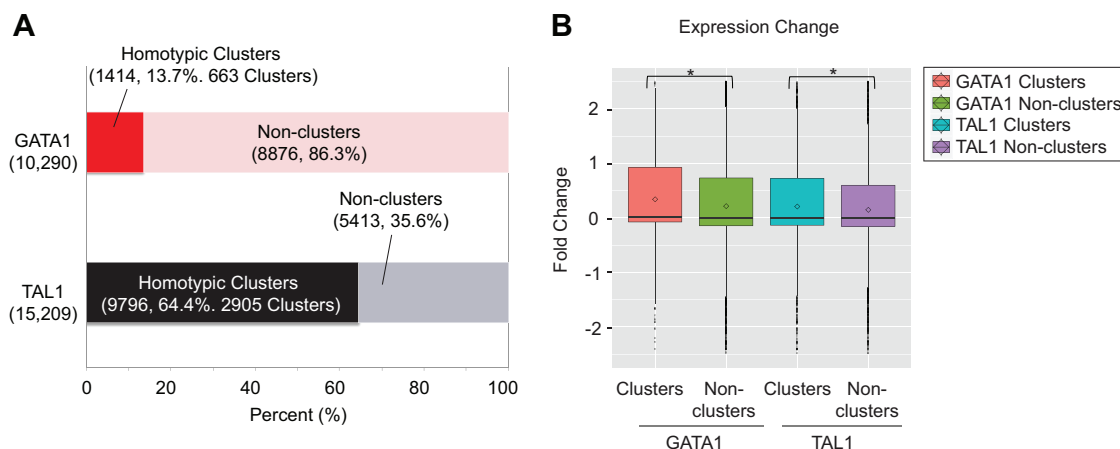 A
Homotypic Clusters
(1414, 13.7%. 663 Clusters)
GATA1
(10,290)
Non-clusters
(8876, 86.3%)
Non-clusters
(5413, 35.6%)
TAL1
(15,209)
Homotypic Clusters
(9796, 64.4%. 2905 Clusters)
0 20 40 60 80 100
Percent (%)
B
Expression Change
* *
Fold Change
2
1
0
-1
-2
Clusters Non-clusters Clusters Non-clusters
GATA1 TAL1
GATA1 Clusters
GATA1 Non-clusters
TAL1 Clusters
TAL1 Non-clusters